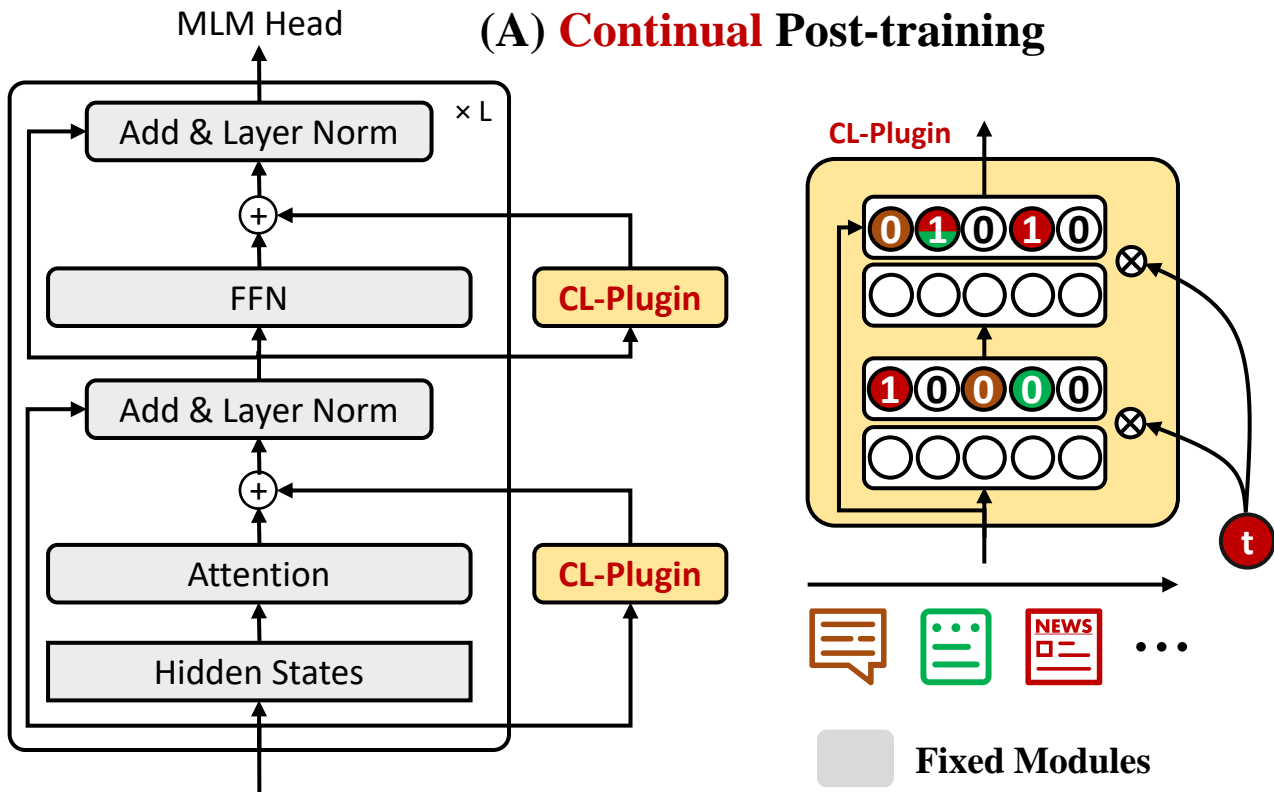 (A) Continual Post-training
MLM Head
× L
Add & Layer Norm
+
FFN
CL-Plugin
Add & Layer Norm
+
Attention
CL-Plugin
Hidden States
CL-Plugin
0 1 0 1 0
1 0 0 0 0
t
NEWS
...
Fixed Modules